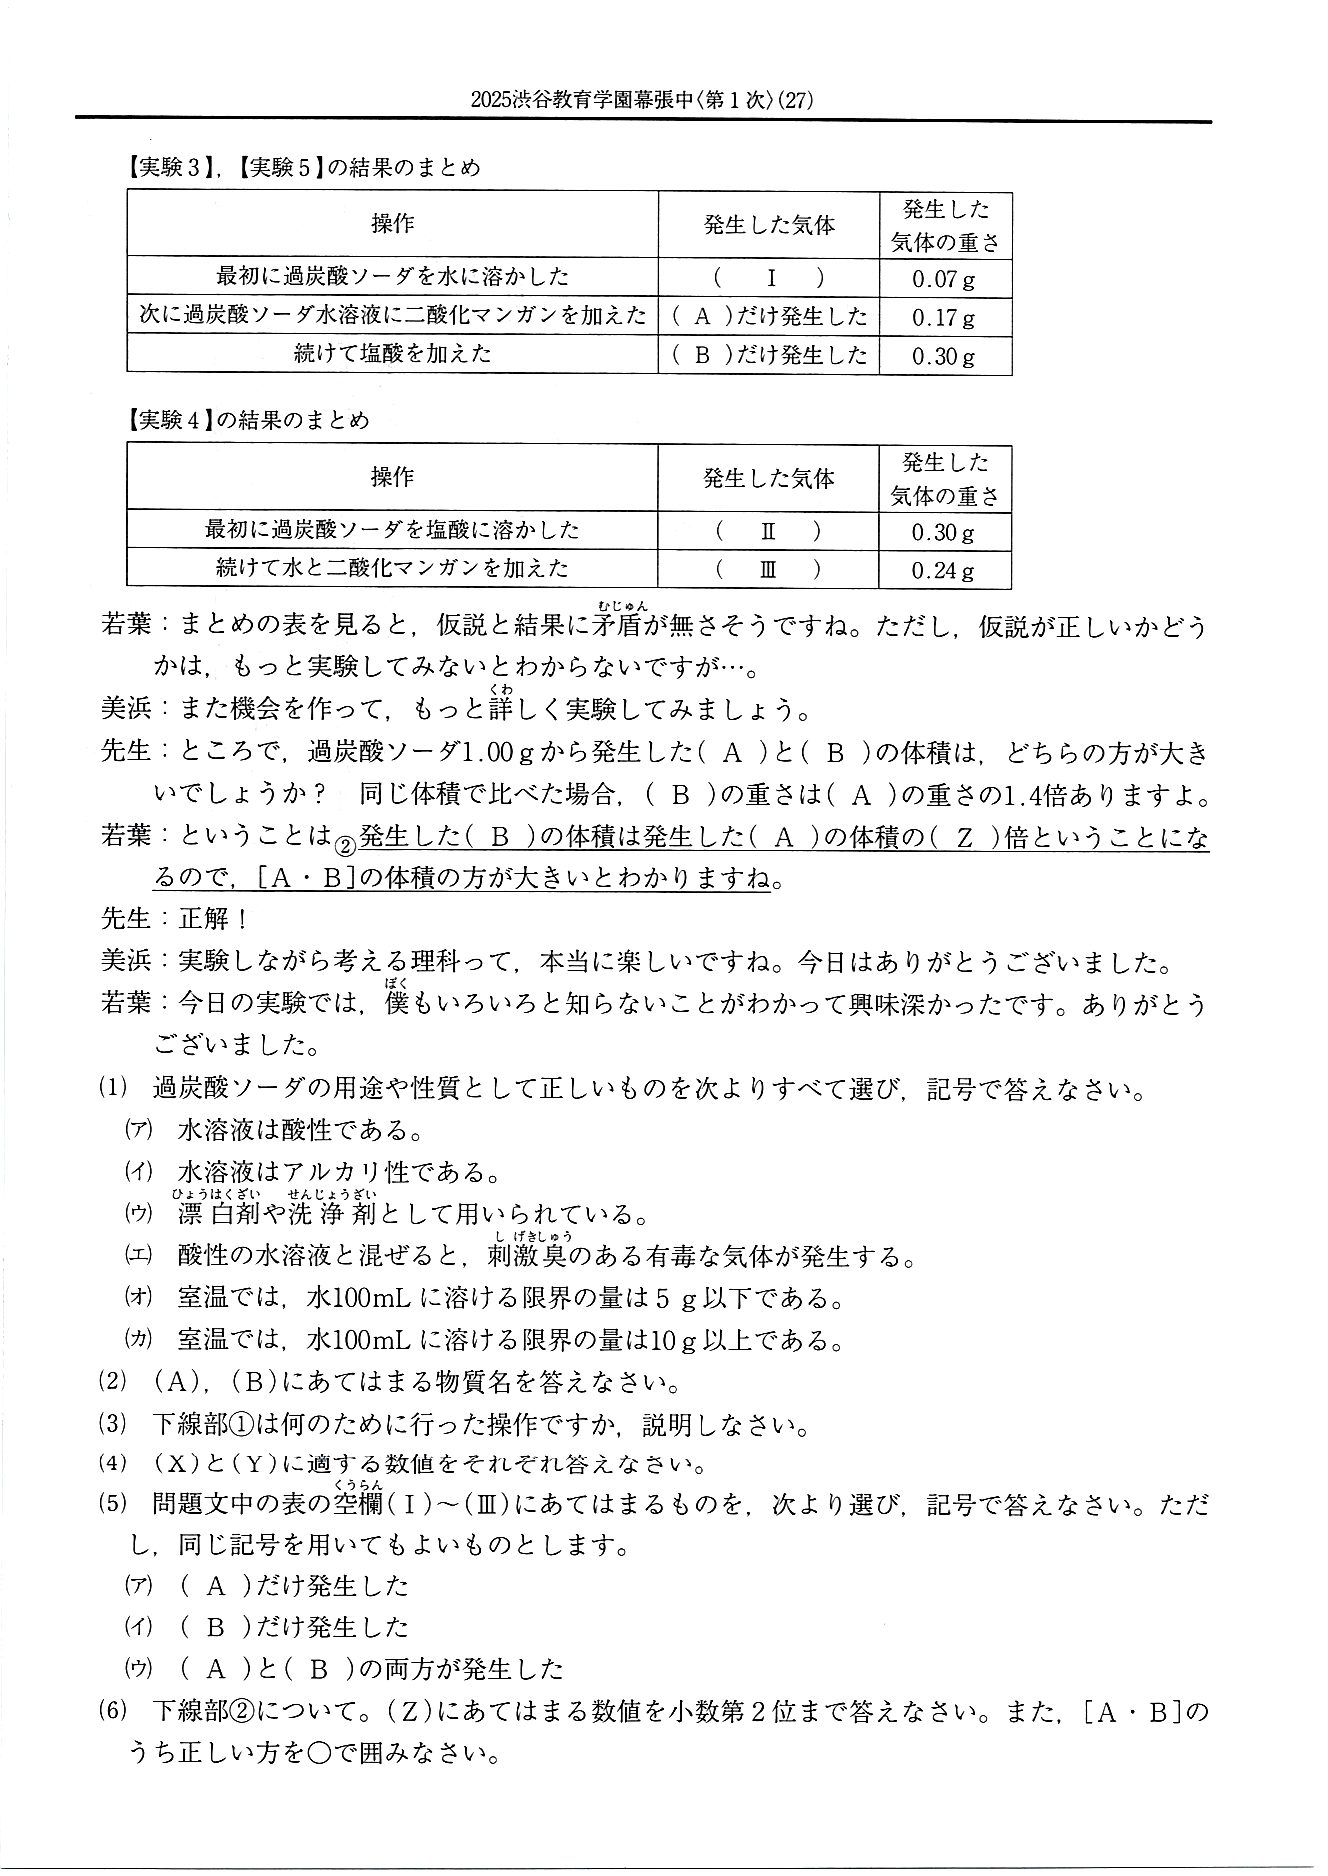 2025渋谷教育学園幕張中〈第1次〉(27)
【実験3】，【実験5】の結果のまとめ
操作 発生した気体 発生した気体の重さ
最初に過炭酸ソーダを水に溶かした ( Ⅰ ) 0.07g
次に過炭酸ソーダ水溶液に二酸化マンガンを加えた ( A )だけ発生した 0.17g
続けて塩酸を加えた ( B )だけ発生した 0.30g
【実験4】の結果のまとめ
操作 発生した気体 発生した気体の重さ
最初に過炭酸ソーダを塩酸に溶かした ( Ⅱ ) 0.30g
続けて水と二酸化マンガンを加えた ( Ⅲ ) 0.24g
むじゅん
若葉：まとめの表を見ると，仮説と結果に矛盾が無さそうですね。ただし，仮説が正しいかどう
かは，もっと実験してみないとわからないですが…。
くわ
美浜：また機会を作って，もっと詳しく実験してみましょう。
先生：ところで，過炭酸ソーダ1.00gから発生した( A )と( B )の体積は，どちらの方が大き
いでしょうか？　同じ体積で比べた場合，( B )の重さは( A )の重さの1.4倍ありますよ。
若葉：ということは②発生した( B )の体積は発生した( A )の体積の( Z )倍ということにな
るので，[A・B]の体積の方が大きいとわかりますね。
先生：正解！
美浜：実験しながら考える理科って，本当に楽しいですね。今日はありがとうございました。
ぼく
若葉：今日の実験では，僕もいろいろと知らないことがわかって興味深かったです。ありがとう
ございました。
(1)　過炭酸ソーダの用途や性質として正しいものを次よりすべて選び，記号で答えなさい。
(ア)　水溶液は酸性である。
(イ)　水溶液はアルカリ性である。
ひょうはくざい　せんじょうざい
(ウ)　漂白剤や洗浄剤として用いられている。
しげきしゅう
(エ)　酸性の水溶液と混ぜると，刺激臭のある有毒な気体が発生する。
(オ)　室温では，水100mLに溶ける限界の量は5g以下である。
(カ)　室温では，水100mLに溶ける限界の量は10g以上である。
(2)　(A)，(B)にあてはまる物質名を答えなさい。
(3)　下線部①は何のために行った操作ですか，説明しなさい。
(4)　(X)と(Y)に適する数値をそれぞれ答えなさい。
くうらん
(5)　問題文中の表の空欄(Ⅰ)〜(Ⅲ)にあてはまるものを，次より選び，記号で答えなさい。ただ
し，同じ記号を用いてもよいものとします。
(ア)　( A )だけ発生した
(イ)　( B )だけ発生した
(ウ)　( A )と( B )の両方が発生した
(6)　下線部②について。(Z)にあてはまる数値を小数第2位まで答えなさい。また，[A・B]の
うち正しい方を○で囲みなさい。